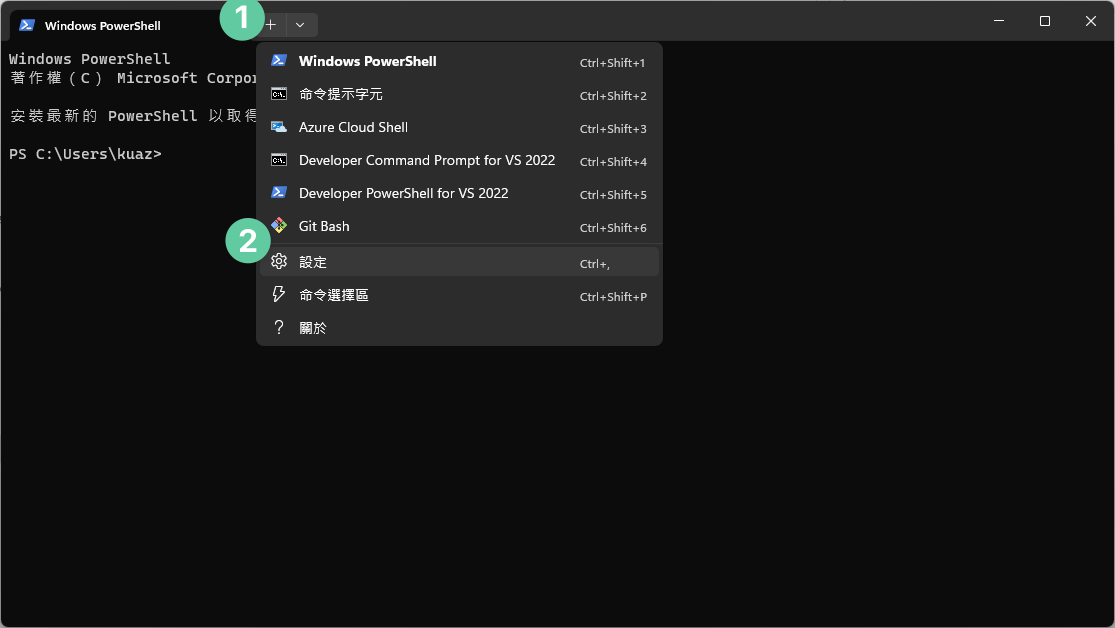 Windows PowerShell
1
Windows PowerShell
著作權 (C) Microsoft
安裝最新的 PowerShell 以取得
PS C:\Users\kuaz>
Windows PowerShell Ctrl+Shift+1
命令提示字元 Ctrl+Shift+2
Azure Cloud Shell Ctrl+Shift+3
Developer Command Prompt for VS 2022 Ctrl+Shift+4
Developer PowerShell for VS 2022 Ctrl+Shift+5
Git Bash Ctrl+Shift+6
2
設定 Ctrl+,
命令選擇區 Ctrl+Shift+P
關於